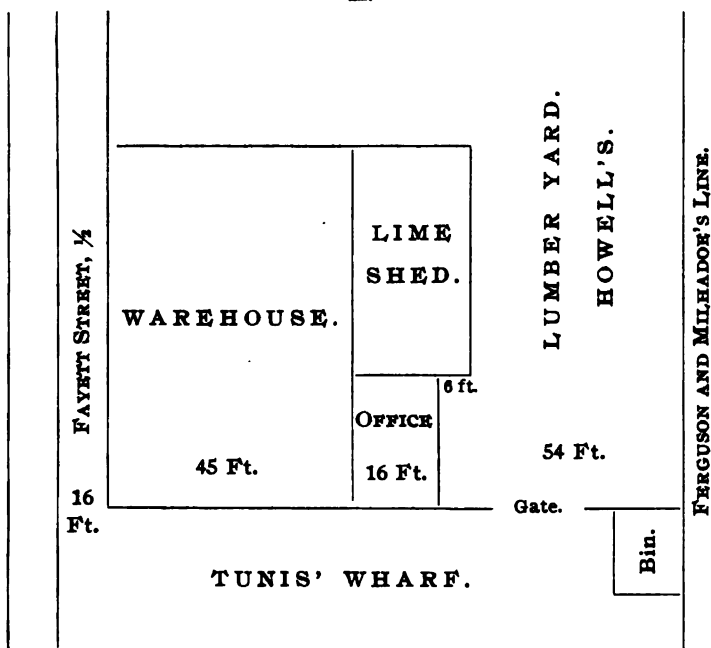 FAYETT STREET, ½
16
Ft.
WAREHOUSE.
45 Ft.
LIME
SHED.
6 ft.
OFFICE
16 Ft.
LUMBER YARD.
HOWELL'S.
54 Ft.
Gate.
Bin.
TUNIS' WHARF.
FERGUSON AND MILHADOR'S LINE.